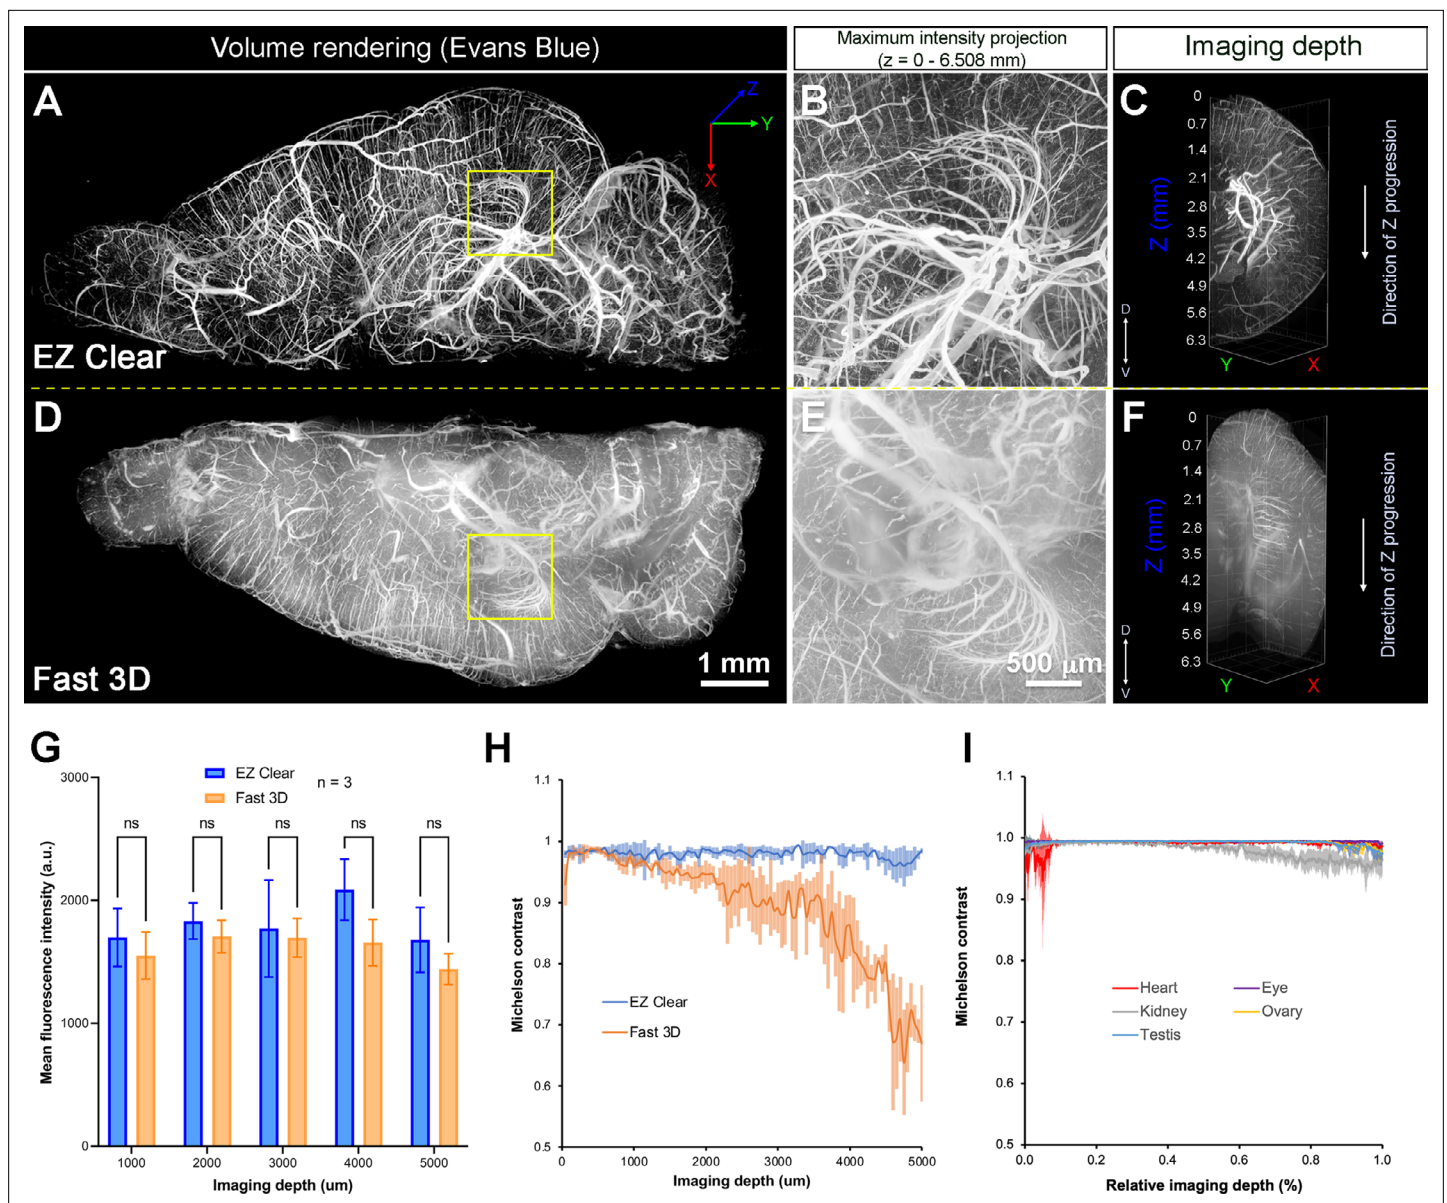 Volume rendering (Evans Blue)
Maximum intensity projection
(z = 0 - 6.508 mm)
Imaging depth
A
Z
Y
X
EZ Clear
B
C
0
0.7
1.4
2.1
2.8
3.5
4.2
4.9
5.6
6.3
Z (mm)
D
V
Y
X
Direction of Z progression
D
Fast 3D
1 mm
E
500 µm
F
0
0.7
1.4
2.1
2.8
3.5
4.2
4.9
5.6
6.3
Z (mm)
D
V
Y
X
Direction of Z progression
G
EZ Clear
Fast 3D
n = 3
ns
ns
ns
ns
ns
3000
2000
1000
0
Mean fluorescence intensity (a.u.)
1000
2000
3000
4000
5000
Imaging depth (um)
H
1.1
1
0.9
0.8
0.7
0.6
0.5
Michelson contrast
EZ Clear
Fast 3D
0
1000
2000
3000
4000
5000
Imaging depth (um)
I
1.1
1.0
0.9
0.8
0.7
0.6
0.5
Michelson contrast
Heart
Eye
Kidney
Ovary
Testis
0.0
0.2
0.4
0.6
0.8
1.0
Relative imaging depth (%)